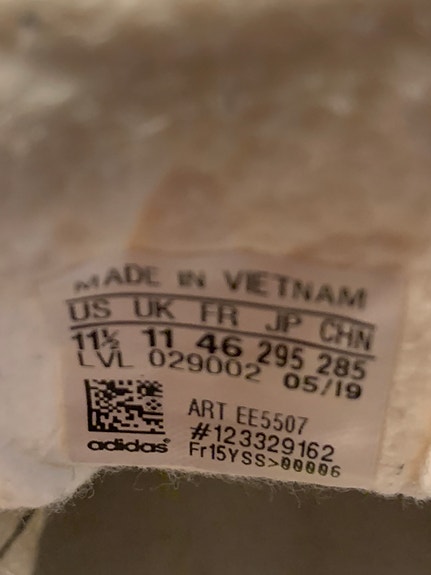 MADE IN VIETNAM
US UK FR JP CHN
11½ 11 46 295 285
LVL 029002 05/19
ART EE5507
#123329162
adidas Fr15YSS>00006